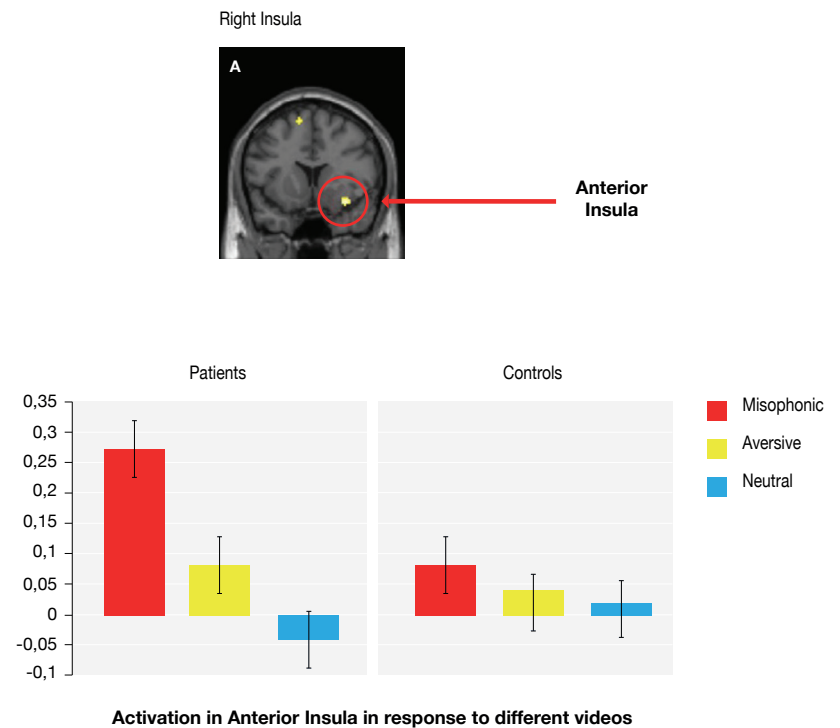 Right Insula
A
Anterior
Insula
Patients
Controls
0,35
0,3
0,25
0,2
0,15
0,1
0,05
0
-0,05
-0,1
Misophonic
Aversive
Neutral
Activation in Anterior Insula in response to different videos